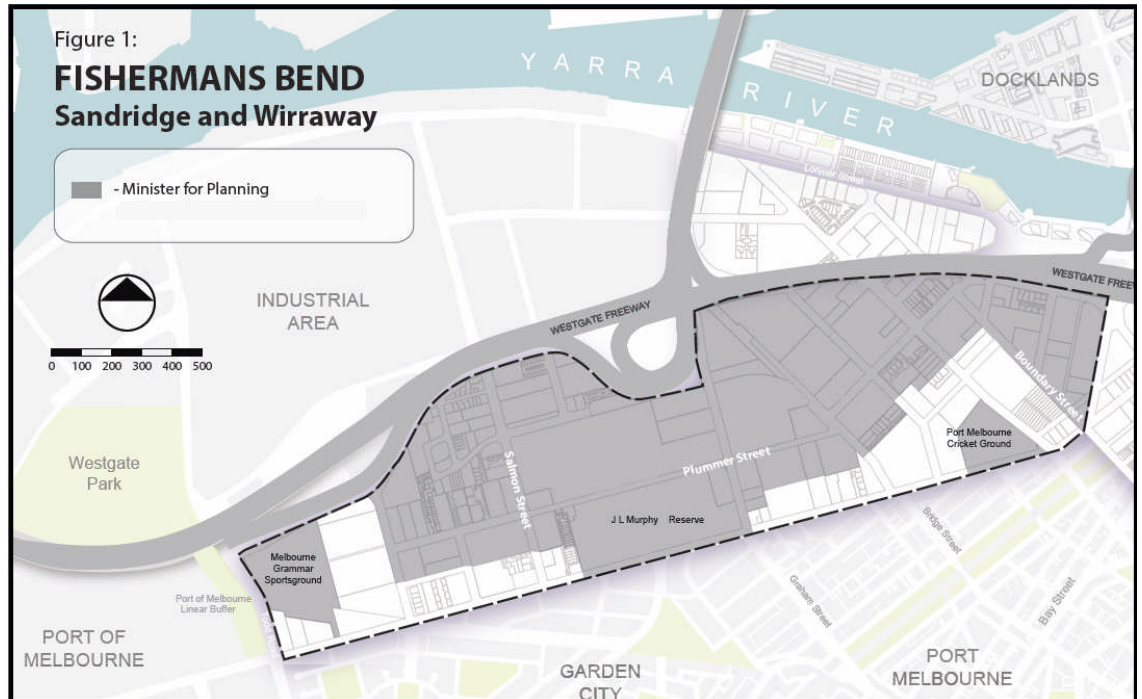 Figure 1:
FISHERMANS BEND
Sandridge and Wirraway
- Minister for Planning
YARRA RIVER
DOCKLANDS
Lorimer Street
WESTGATE FREEWAY
WESTGATE FREEW
INDUSTRIAL
AREA
0 100 200 300 400 500
Boundary Street
Port Melbourne
Cricket Ground
Westgate
Park
Salmon Street
Plummer Street
J L Murphy Reserve
Melbourne
Grammar
Sportsground
Bridge Street
Graham Street
Bay Street
Port of Melbourne
Linear Buffer
PORT OF
MELBOURNE
GARDEN
CITY
PORT
MELBOURNE